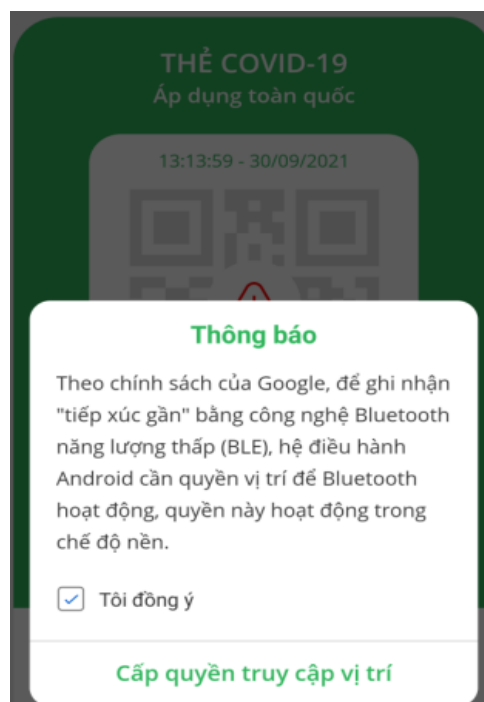 THẺ COVID-19
Áp dụng toàn quốc
13:13:59 - 30/09/2021
Thông báo
Theo chính sách của Google, để ghi nhận
"tiếp xúc gần" bằng công nghệ Bluetooth
năng lượng thấp (BLE), hệ điều hành
Android cần quyền vị trí để Bluetooth
hoạt động, quyền này hoạt động trong
chế độ nền.
Tôi đồng ý
Cấp quyền truy cập vị trí